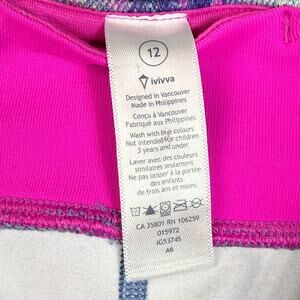 12
ivivva
Designed in Vancouver
Made in Philippines
Conçu à Vancouver
Fabriqué aux Philippines
Wash with like colours
Not intended for children
3 years and under
Laver avec des couleurs
similaires seulement
Ne pas laisser à la portée
des enfants
de trois ans et moins
CA 35801 RN 106259
015972
IG53745
A6